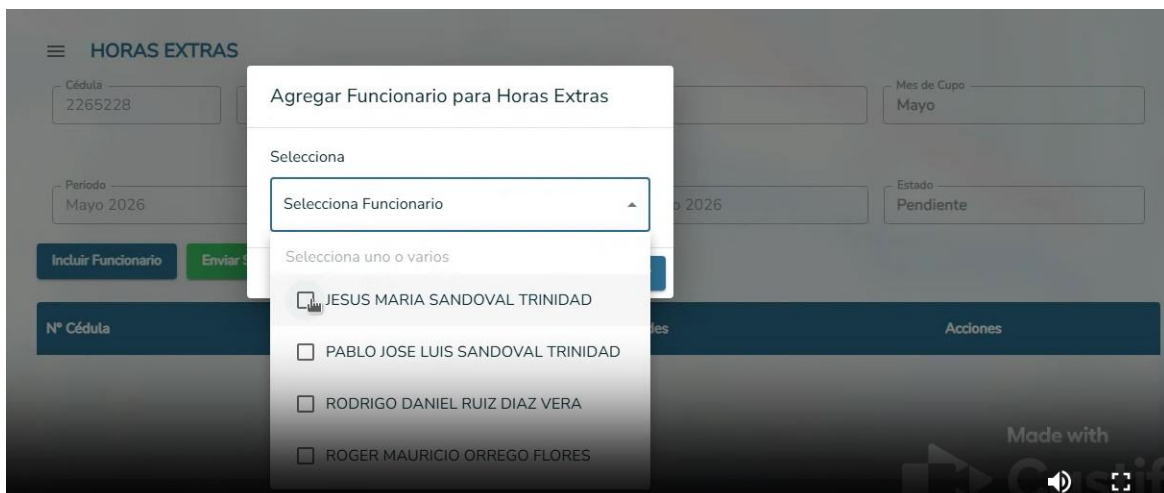 HORAS EXTRAS
Cédula
2265228
Agregar Funcionario para Horas Extras
Mes de Cupo
Mayo
Selecciona
Periodo
Mayo 2026
Selecciona Funcionario
2026
Estado
Pendiente
Incluir Funcionario
Enviar
Selecciona uno o varios
JESUS MARIA SANDOVAL TRINIDAD
Nº Cédula
Acciones
PABLO JOSE LUIS SANDOVAL TRINIDAD
RODRIGO DANIEL RUIZ DIAZ VERA
ROGER MAURICIO ORREGO FLORES
Made with